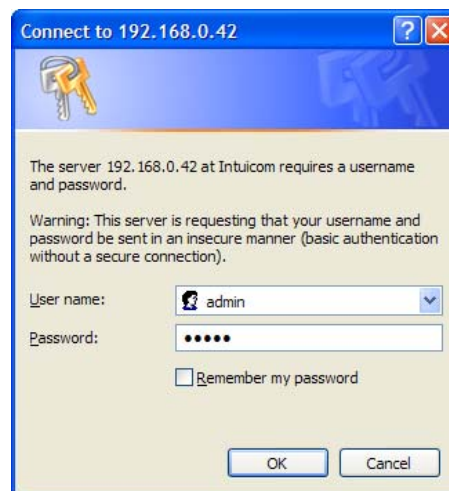 Connect to 192.168.0.42
The server 192.168.0.42 at Intuicom requires a username
and password.
Warning: This server is requesting that your username and
password be sent in an insecure manner (basic authentication
without a secure connection).
User name:
admin
Password:
•••••
Remember my password
OK
Cancel